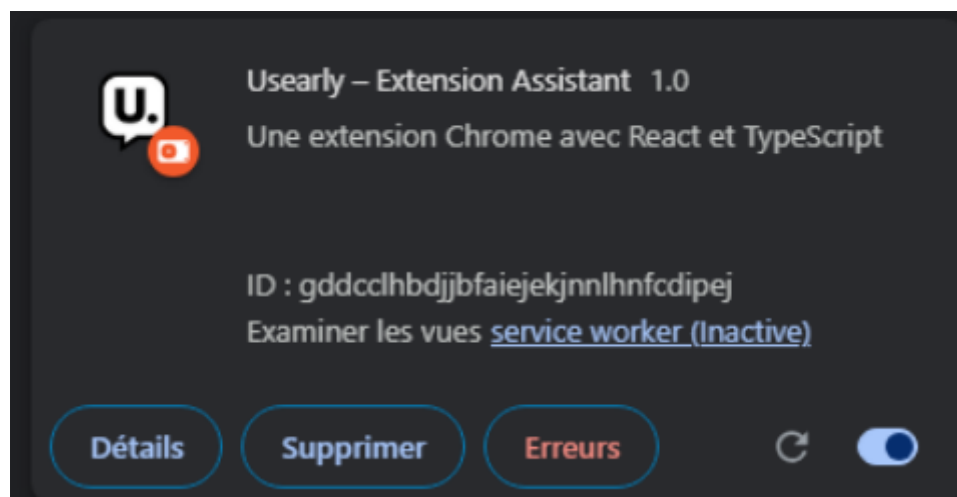 U.
Usearly – Extension Assistant 1.0
Une extension Chrome avec React et TypeScript
ID : gddcclhbdjjbfaiejekjnnlhnfcdipej
Examiner les vues service worker (Inactive)
Détails Supprimer Erreurs